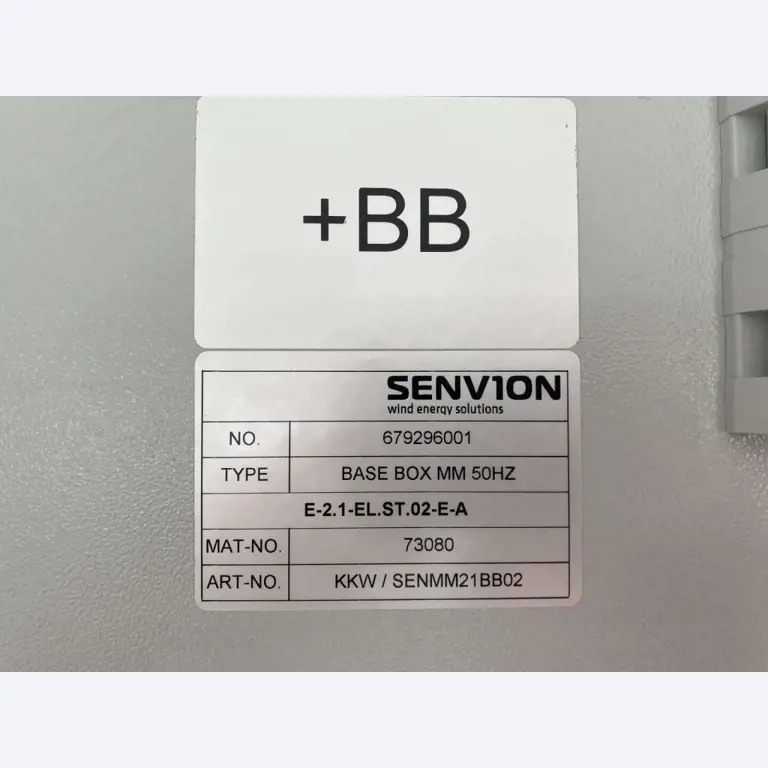 +BB
SENVION
wind energy solutions
NO. 679296001
TYPE BASE BOX MM 50HZ
E-2.1-EL.ST.02-E-A
MAT-NO. 73080
ART-NO. KKW / SENMM21BB02